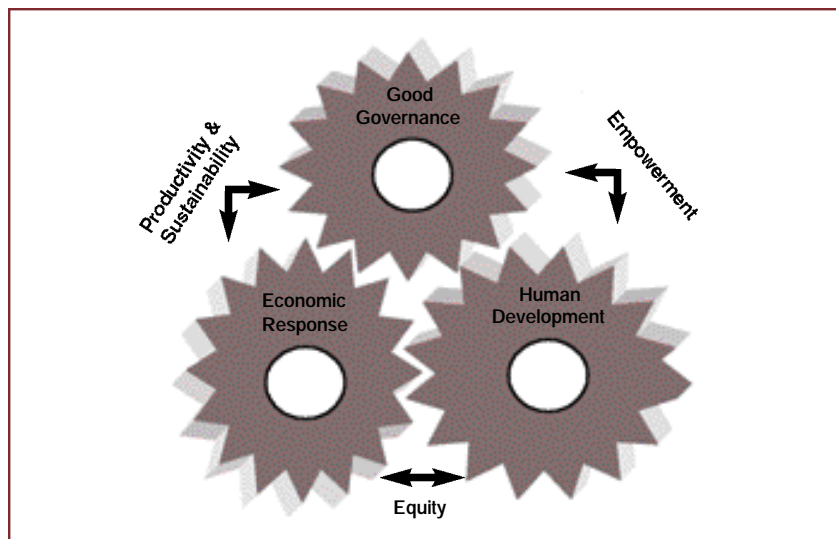 Good
Governance
Productivity &
Sustainability
Empowerment
Economic
Response
Human
Development
Equity